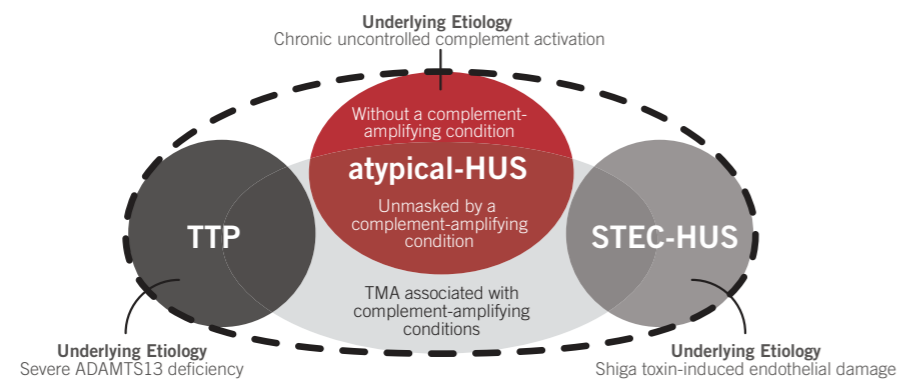 Underlying Etiology
Chronic uncontrolled complement activation
Without a complement-
amplifying condition
atypical-HUS
Unmasked by a
complement-amplifying
condition
TTP
STEC-HUS
TMA associated with
complement-amplifying
conditions
Underlying Etiology
Severe ADAMTS13 deficiency
Underlying Etiology
Shiga toxin-induced endothelial damage